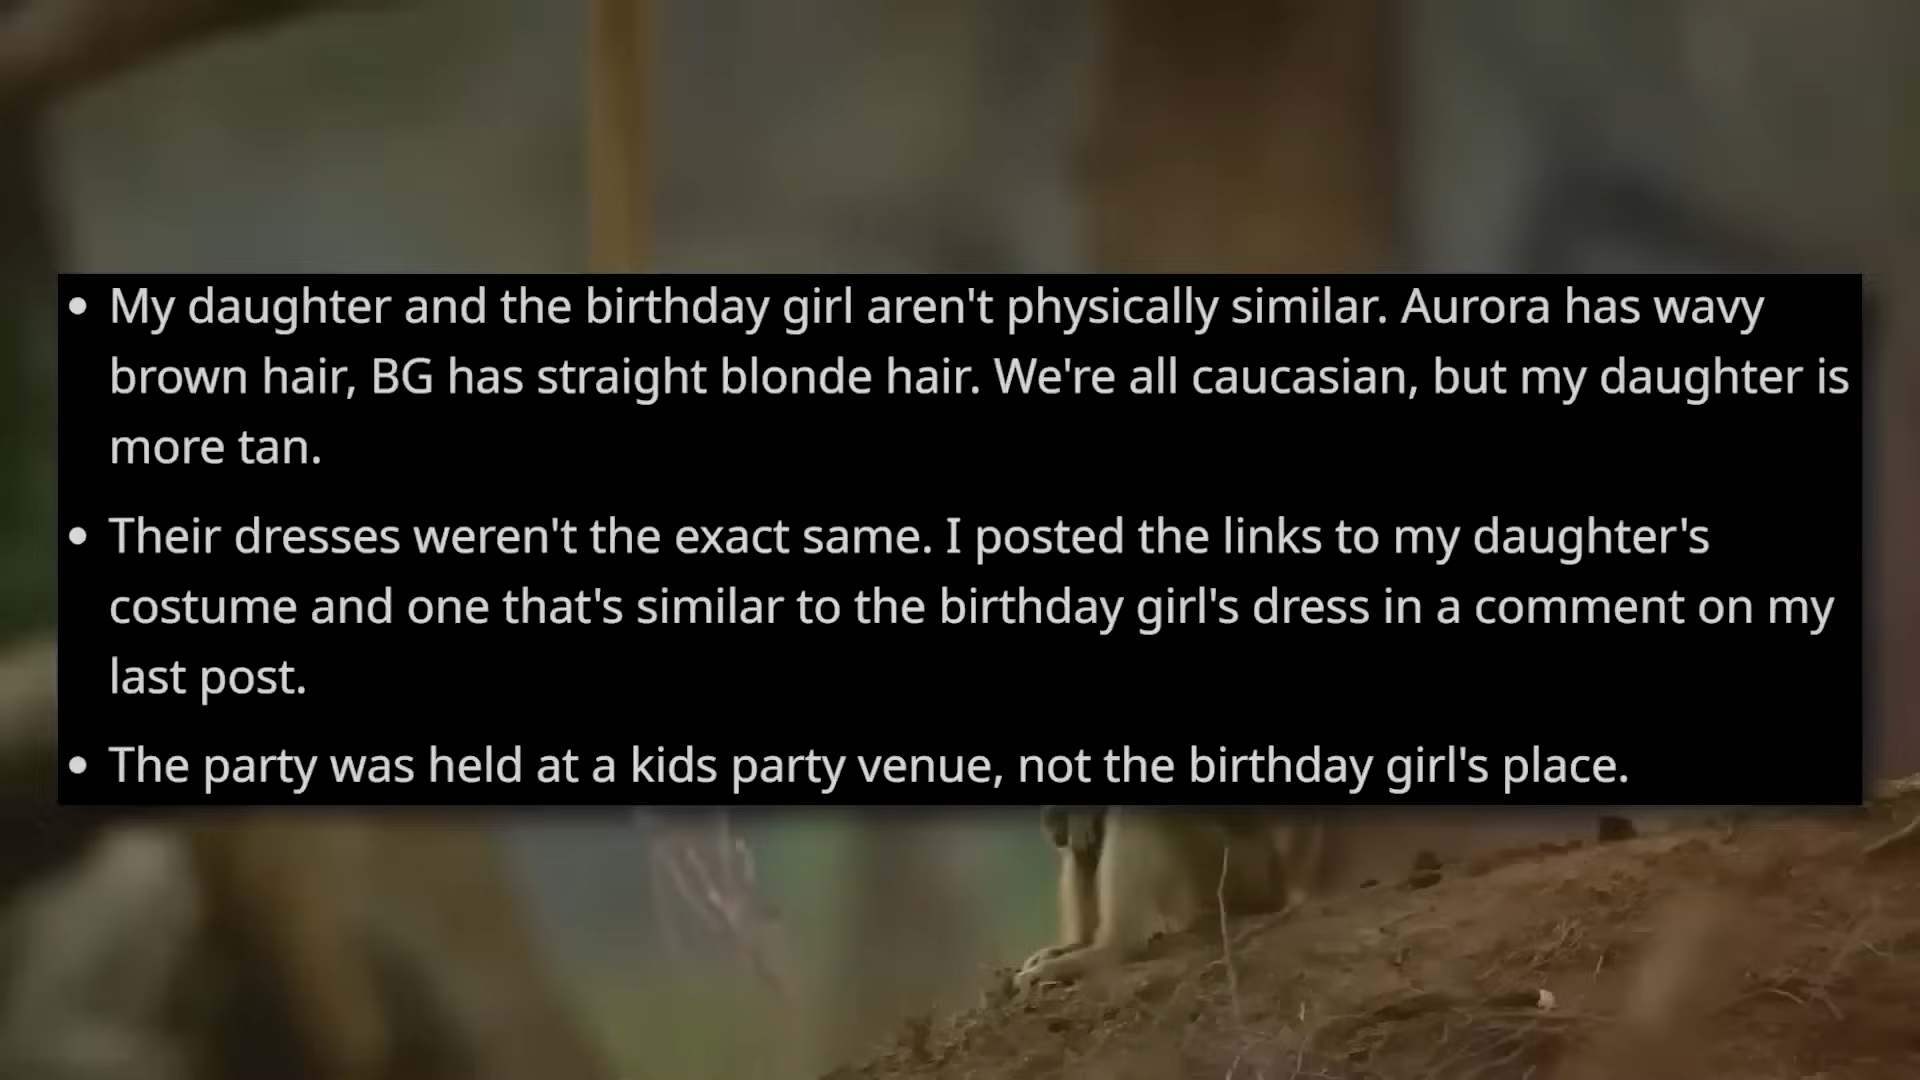 • My daughter and the birthday girl aren't physically similar. Aurora has wavy
brown hair, BG has straight blonde hair. We're all caucasian, but my daughter is
more tan.
• Their dresses weren't the exact same. I posted the links to my daughter's
costume and one that's similar to the birthday girl's dress in a comment on my
last post.
• The party was held at a kids party venue, not the birthday girl's place.